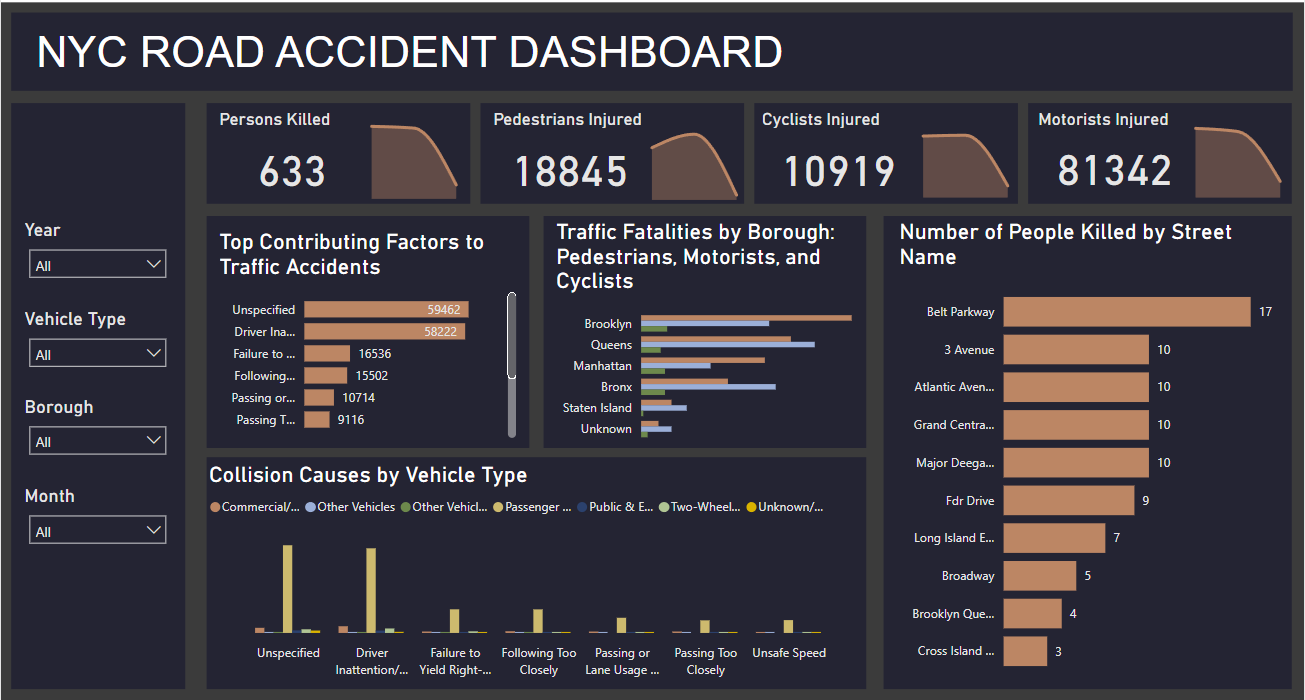 NYC ROAD ACCIDENT DASHBOARD
Persons Killed
633
Pedestrians Injured
18845
Cyclists Injured
10919
Motorists Injured
81342
Year
All
Vehicle Type
All
Borough
All
Month
All
Top Contributing Factors to
Traffic Accidents
Unspecified 59462
Driver Ina... 58222
Failure to ... 16536
Following... 15502
Passing or... 10714
Passing T... 9116
Traffic Fatalities by Borough:
Pedestrians, Motorists, and
Cyclists
Brooklyn
Queens
Manhattan
Bronx
Staten Island
Unknown
Number of People Killed by Street
Name
Belt Parkway 17
3 Avenue 10
Atlantic Aven... 10
Grand Centra... 10
Major Deega... 10
Fdr Drive 9
Long Island E... 7
Broadway 5
Brooklyn Que... 4
Cross Island ... 3
Collision Causes by Vehicle Type
Commercial/... Other Vehicles Other Vehicl... Passenger ... Public & E... Two-Wheel... Unknown/...
Unspecified
Driver
Inattention/...
Failure to
Yield Right-...
Following Too
Closely
Passing or
Lane Usage ...
Passing Too
Closely
Unsafe Speed